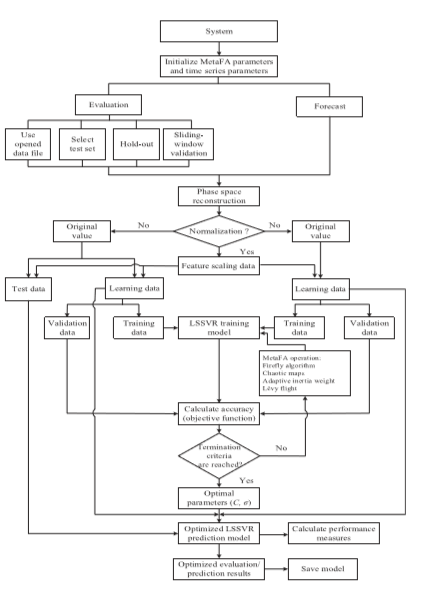 System
Initialize MetaFA parameters
and time series parameters
Evaluation
Forecast
Use
opened
data file
Select
test set
Hold-out
Sliding-
window
validation
Phase space
reconstruction
Original
value
No
Normalization ?
No
Original
value
Yes
Feature scaling data
Test data
Learning data
Learning data
Validation
data
Training
data
LSSVR training
model
Training
data
Validation
data
MetaFA operation:
Firefly algorithm
Chaotic maps
Adaptive inertia weight
Lévy flight
Calculate accuracy
(objective function)
Termination
criteria
are reached?
No
Yes
Optimal
parameters (C, σ)
Optimized LSSVR
prediction model
Calculate performance
measures
Optimized evaluation/
prediction results
Save model